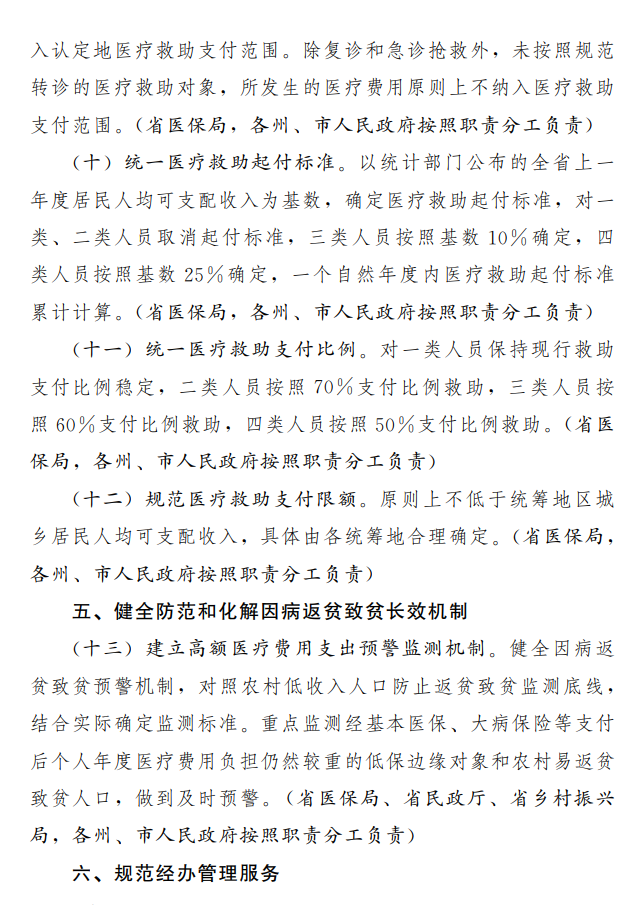 入认定地医疗救助支付范围。除复诊和急诊抢救外，未按照规范
转诊的医疗救助对象，所发生的医疗费用原则上不纳入医疗救助
支付范围。（省医保局，各州、市人民政府按照职责分工负责）
（十）统一医疗救助起付标准。以统计部门公布的全省上一
年度居民人均可支配收入为基数，确定医疗救助起付标准，对一
类、二类人员取消起付标准，三类人员按照基数10%确定，四
类人员按照基数25%确定，一个自然年度内医疗救助起付标准
累计计算。（省医保局，各州、市人民政府按照职责分工负责）
（十一）统一医疗救助支付比例。对一类人员保持现行救助
支付比例稳定，二类人员按照70%支付比例救助，三类人员按
照60%支付比例救助，四类人员按照50%支付比例救助。（省医
保局，各州、市人民政府按照职责分工负责）
（十二）规范医疗救助支付限额。原则上不低于统筹地区城
乡居民人均可支配收入，具体由各统筹地合理确定。（省医保局，
各州、市人民政府按照职责分工负责）
五、健全防范和化解因病返贫致贫长效机制
（十三）建立高额医疗费用支出预警监测机制。健全因病返
贫致贫预警机制，对照农村低收入人口防止返贫致贫监测底线，
结合实际确定监测标准。重点监测经基本医保、大病保险等支付
后个人年度医疗费用负担仍然较重的低保边缘对象和农村易返贫
致贫人口，做到及时预警。（省医保局、省民政厅、省乡村振兴
局，各州、市人民政府按照职责分工负责）
六、规范经办管理服务